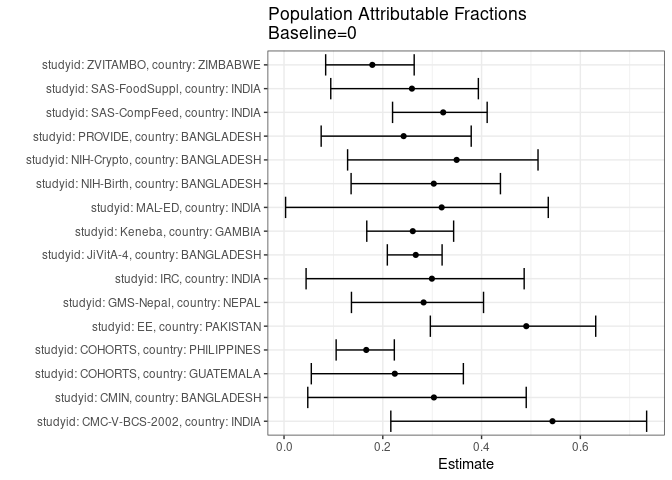 Population Attributable Fractions
Baseline=0
studyid: ZVITAMBO, country: ZIMBABWE
studyid: SAS-FoodSuppl, country: INDIA
studyid: SAS-CompFeed, country: INDIA
studyid: PROVIDE, country: BANGLADESH
studyid: NIH-Crypto, country: BANGLADESH
studyid: NIH-Birth, country: BANGLADESH
studyid: MAL-ED, country: INDIA
studyid: Keneba, country: GAMBIA
studyid: JiVitA-4, country: BANGLADESH
studyid: IRC, country: INDIA
studyid: GMS-Nepal, country: NEPAL
studyid: EE, country: PAKISTAN
studyid: COHORTS, country: PHILIPPINES
studyid: COHORTS, country: GUATEMALA
studyid: CMIN, country: BANGLADESH
studyid: CMC-V-BCS-2002, country: INDIA
0.0 0.2 0.4 0.6
Estimate